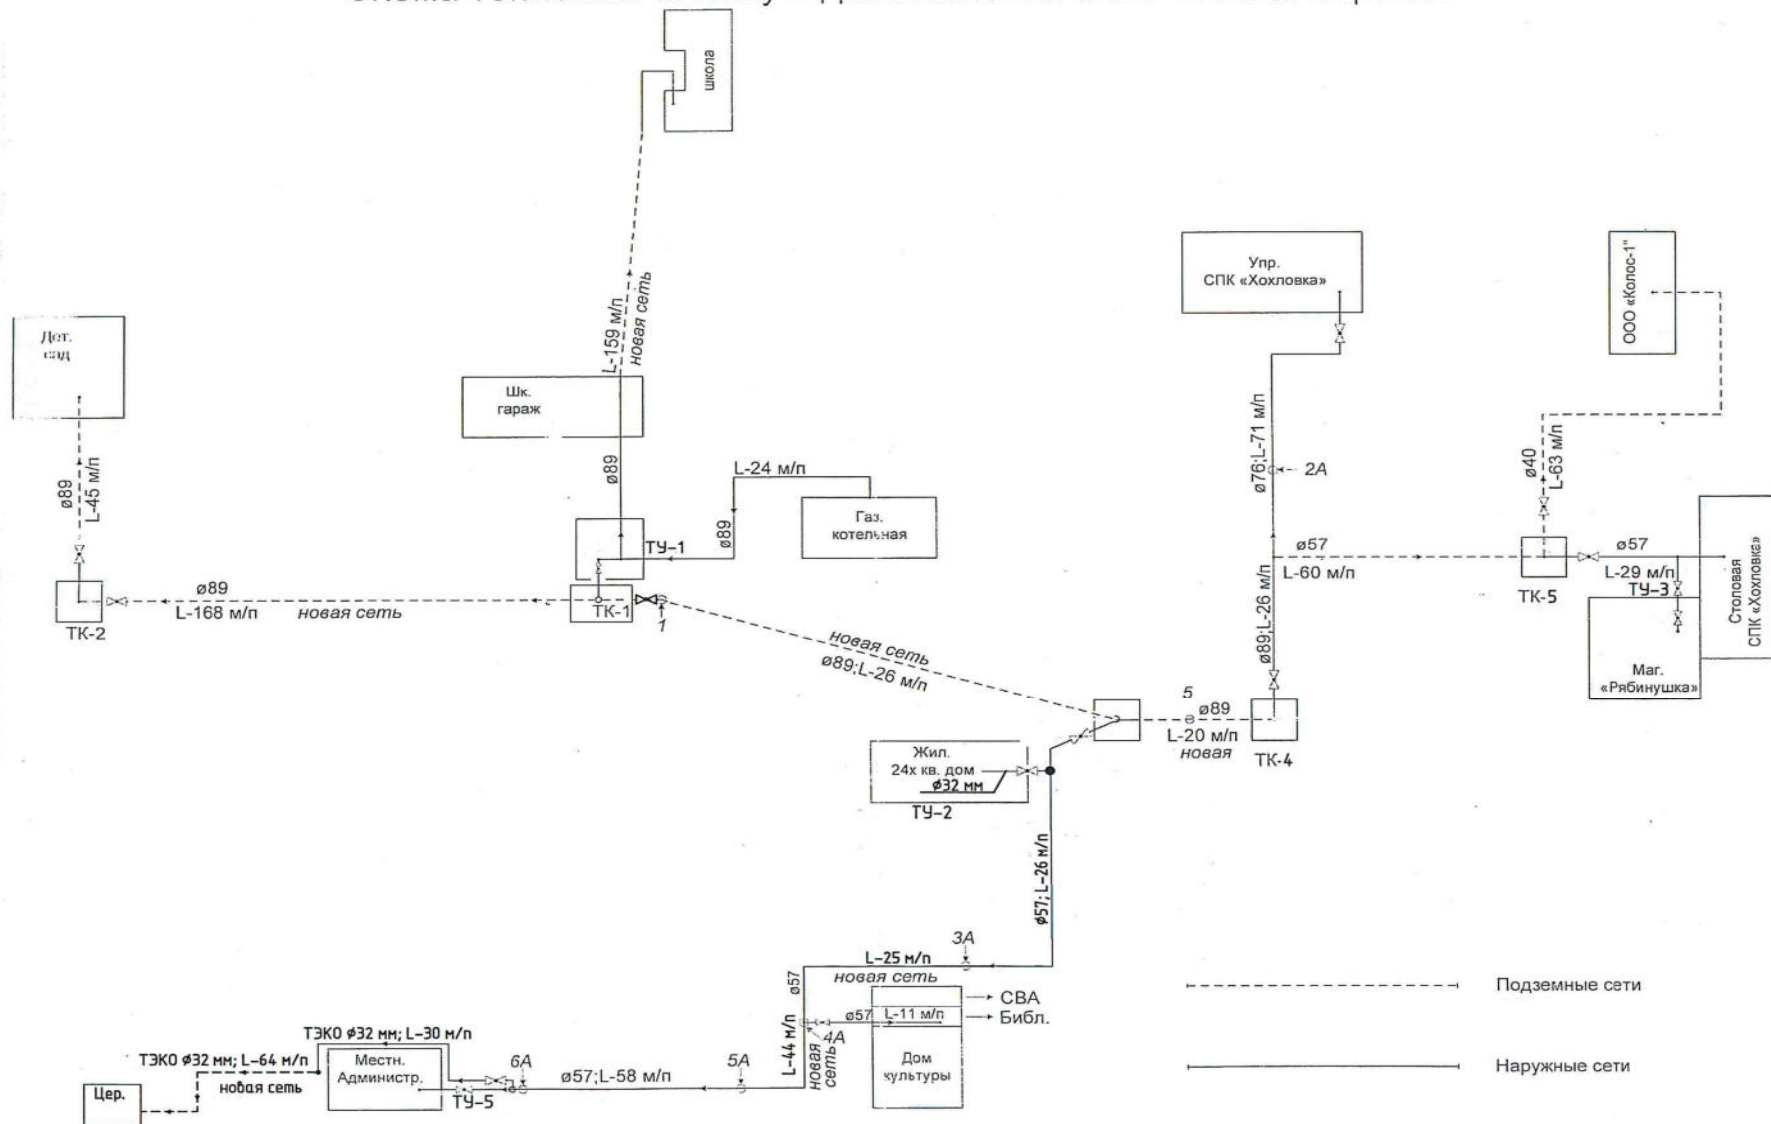 школа
L-159 м/п
новая сеть
Упр.
СПК «Хохловка»
ООО «Колос-1"
Дет.
сад
Шк.
гараж
ø89
L-45 м/п
ø89
L-24 м/п
ø89
Газ.
котельная
ТУ-1
ø76;L-71 м/п
2А
ø40
L-63 м/п
ø57
L-60 м/п
ТК-5
ø57
L-29 м/п
ТУ-3
Столовая
СПК «Хохловка»
Маг.
«Рябинушка»
ø89
L-168 м/п
новая сеть
ТК-2
ТК-1
1
новая сеть
ø89;L-26 м/п
ø89;L-26 м/п
5
ø89
L-20 м/п
новая
ТК-4
Жил.
24х кв. дом
ø32 мм
ТУ-2
ø57; L-26 м/п
3А
L-25 м/п
новая сеть
ø57
L-44 м/п
новая
сеть
4А
ø57
L-11 м/п
СВА
Библ.
Дом
культуры
Подземные сети
Наружные сети
ТЭКО ø32 мм; L-30 м/п
ТЭКО ø32 мм; L-64 м/п
новая сеть
Местн.
Администр.
Цер.
6А
ТУ-5
ø57;L-58 м/п
5А